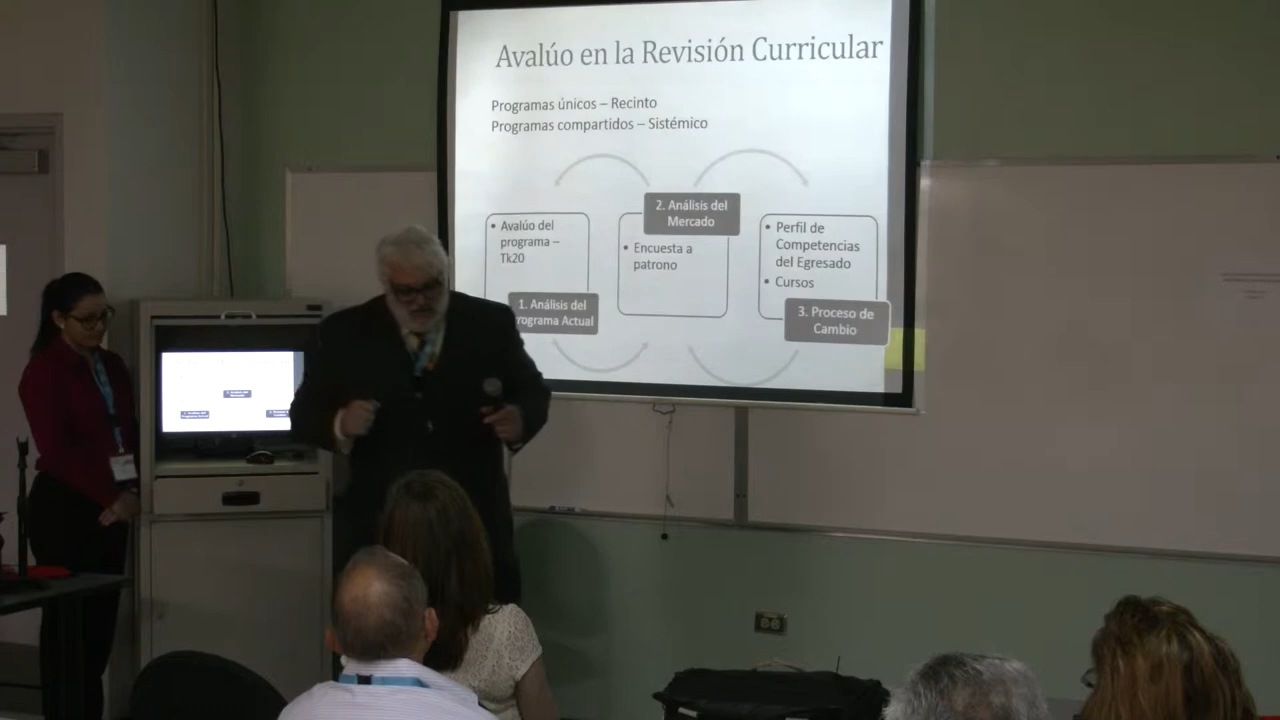 Avalúo en la Revisión Curricular
Programas únicos – Recinto
Programas compartidos – Sistémico
• Avalúo del
programa –
Tk20
1. Análisis del
rograma Actual
2. Análisis del
Mercado
• Encuesta a
patrono
• Perfil de
Competencias
del Egresado
• Cursos
3. Proceso de
Cambio